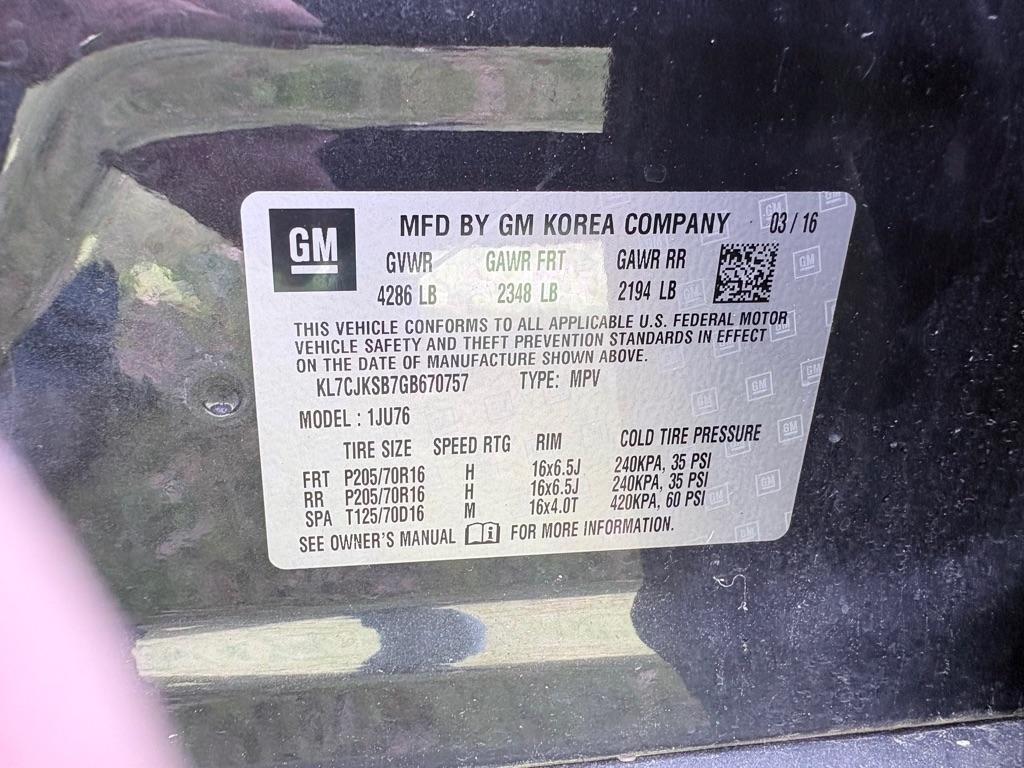 GM
MFD BY GM KOREA COMPANY 03 / 16
GVWR GAWR FRT GAWR RR
4286 LB 2348 LB 2194 LB
THIS VEHICLE CONFORMS TO ALL APPLICABLE U.S. FEDERAL MOTOR
VEHICLE SAFETY AND THEFT PREVENTION STANDARDS IN EFFECT
ON THE DATE OF MANUFACTURE SHOWN ABOVE.
KL7CJKSB7GB670757 TYPE: MPV
MODEL : 1JU76
TIRE SIZE SPEED RTG RIM COLD TIRE PRESSURE
FRT P205/70R16 H 16x6.5J 240KPA, 35 PSI
RR P205/70R16 H 16x6.5J 240KPA, 35 PSI
SPA T125/70D16 M 16x4.0T 420KPA, 60 PSI
SEE OWNER'S MANUAL FOR MORE INFORMATION.